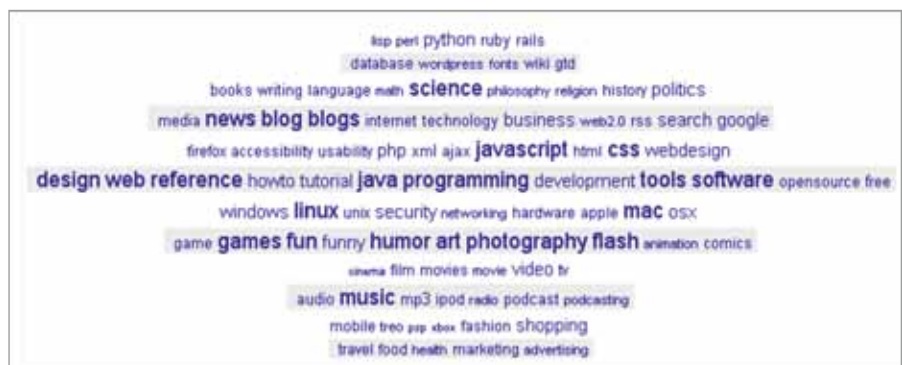 lisp perl python ruby rails
database wordpress fonts wiki gtd
books writing language math science philosophy religion history politics
media news blog blogs internet technology business web2.0 rss search google
firefox accessibility usability php xml ajax javascript html css webdesign
design web reference howto tutorial java programming development tools software opensource free
windows linux unix security networking hardware apple mac osx
game games fun funny humor art photography flash animation comics
cinema film movies movie video tv
audio music mp3 ipod radio podcast podcasting
mobile treo psp xbox fashion shopping
travel food health marketing advertising